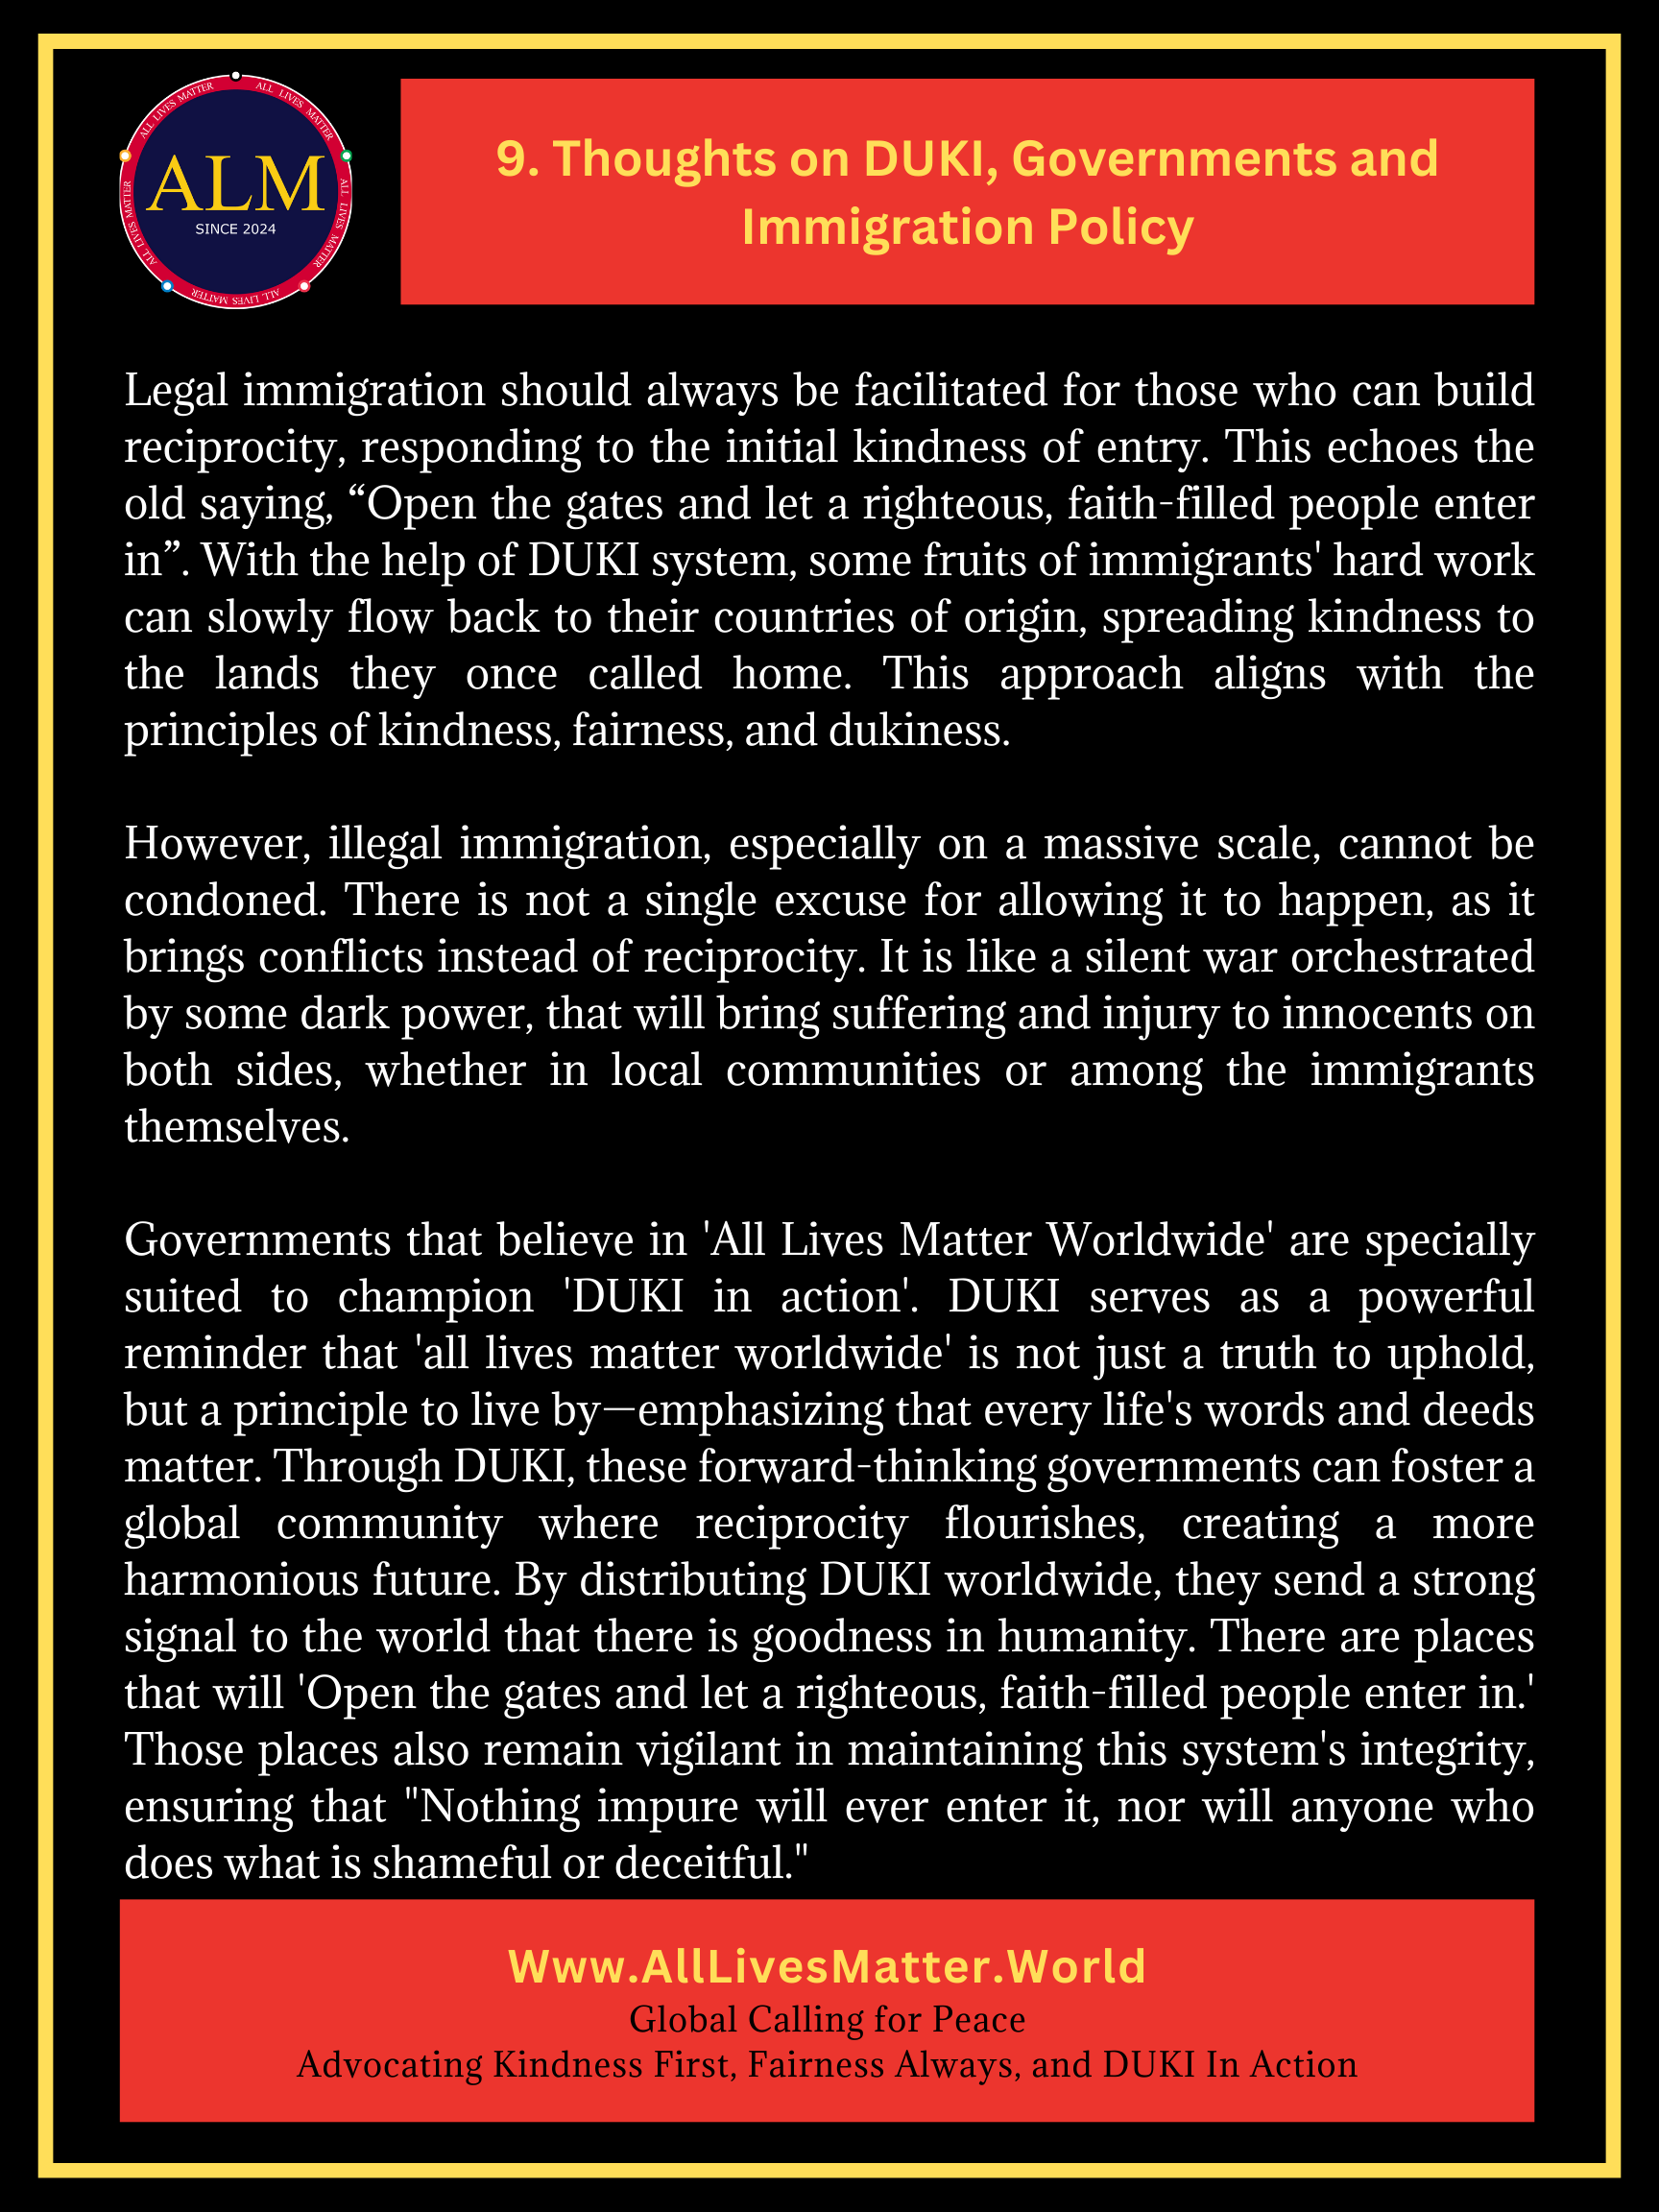 ALL LIVES MATTER
ALL LIVES MATTER
ALL LIVES MATTER
ALL LIVES MATTER
ALL LIVES MATTER
ALM
SINCE 2024
9. Thoughts on DUKI, Governments and
Immigration Policy
Legal immigration should always be facilitated for those who can build
reciprocity, responding to the initial kindness of entry. This echoes the
old saying, “Open the gates and let a righteous, faith-filled people enter
in”. With the help of DUKI system, some fruits of immigrants' hard work
can slowly flow back to their countries of origin, spreading kindness to
the lands they once called home. This approach aligns with the
principles of kindness, fairness, and dukiness.
However, illegal immigration, especially on a massive scale, cannot be
condoned. There is not a single excuse for allowing it to happen, as it
brings conflicts instead of reciprocity. It is like a silent war orchestrated
by some dark power, that will bring suffering and injury to innocents on
both sides, whether in local communities or among the immigrants
themselves.
Governments that believe in 'All Lives Matter Worldwide' are specially
suited to champion 'DUKI in action'. DUKI serves as a powerful
reminder that 'all lives matter worldwide' is not just a truth to uphold,
but a principle to live by—emphasizing that every life's words and deeds
matter. Through DUKI, these forward-thinking governments can foster a
global community where reciprocity flourishes, creating a more
harmonious future. By distributing DUKI worldwide, they send a strong
signal to the world that there is goodness in humanity. There are places
that will 'Open the gates and let a righteous, faith-filled people enter in.'
Those places also remain vigilant in maintaining this system's integrity,
ensuring that "Nothing impure will ever enter it, nor will anyone who
does what is shameful or deceitful."
Www.AllLivesMatter.World
Global Calling for Peace
Advocating Kindness First, Fairness Always, and DUKI In Action